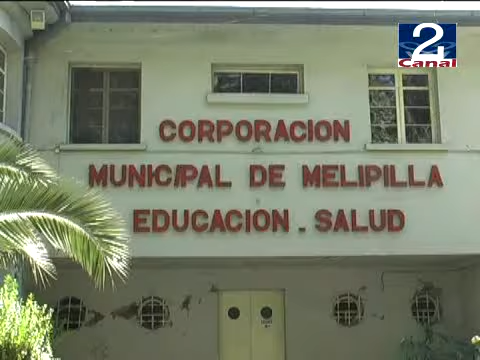 2
Canal
CORPORACION
MUNICIPAL DE MELIPILLA
EDUCACION - SALUD